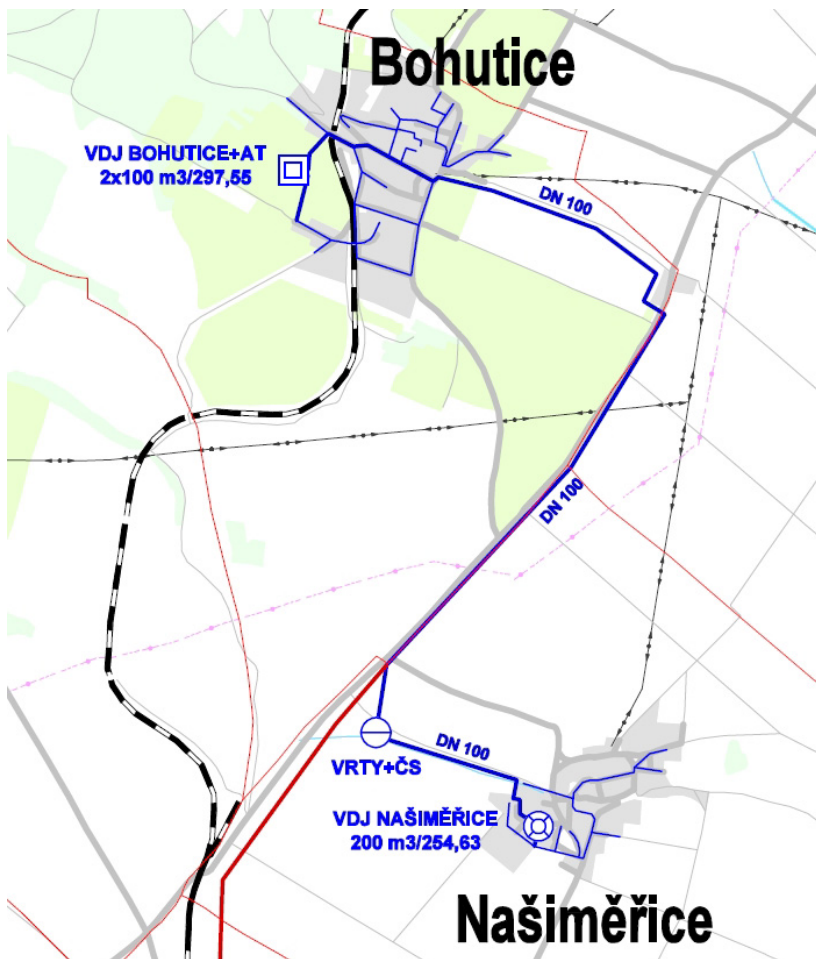 Bohutice
VDJ BOHUTICE+AT
2x100 m3/297,55
DN 100
DN 100
DN 100
VRTY+ČS
VDJ NAŠIMĚŘICE
200 m3/254,63
Našiměřice